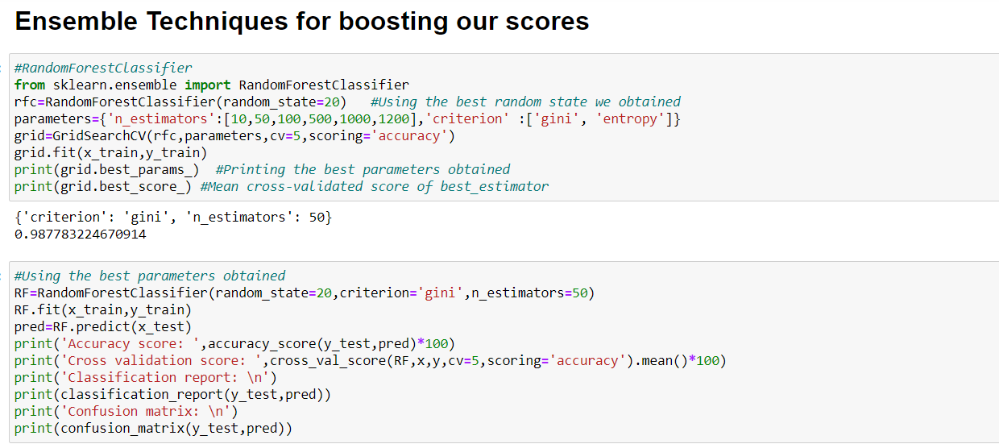 Ensemble Techniques for boosting our scores
#RandomForestClassifier
from sklearn.ensemble import RandomForestClassifier
rfc=RandomForestClassifier(random_state=20)   #Using the best random state we obtained
parameters={'n_estimators':[10,50,100,500,1000,1200],'criterion' :['gini', 'entropy']}
grid=GridSearchCV(rfc,parameters,cv=5,scoring='accuracy')
grid.fit(x_train,y_train)
print(grid.best_params_)  #Printing the best parameters obtained
print(grid.best_score_) #Mean cross-validated score of best_estimator
{'criterion': 'gini', 'n_estimators': 50}
0.987783224670914
#Using the best parameters obtained
RF=RandomForestClassifier(random_state=20,criterion='gini',n_estimators=50)
RF.fit(x_train,y_train)
pred=RF.predict(x_test)
print('Accuracy score: ',accuracy_score(y_test,pred)*100)
print('Cross validation score: ',cross_val_score(RF,x,y,cv=5,scoring='accuracy').mean()*100)
print('Classification report: \n')
print(classification_report(y_test,pred))
print('Confusion matrix: \n')
print(confusion_matrix(y_test,pred))